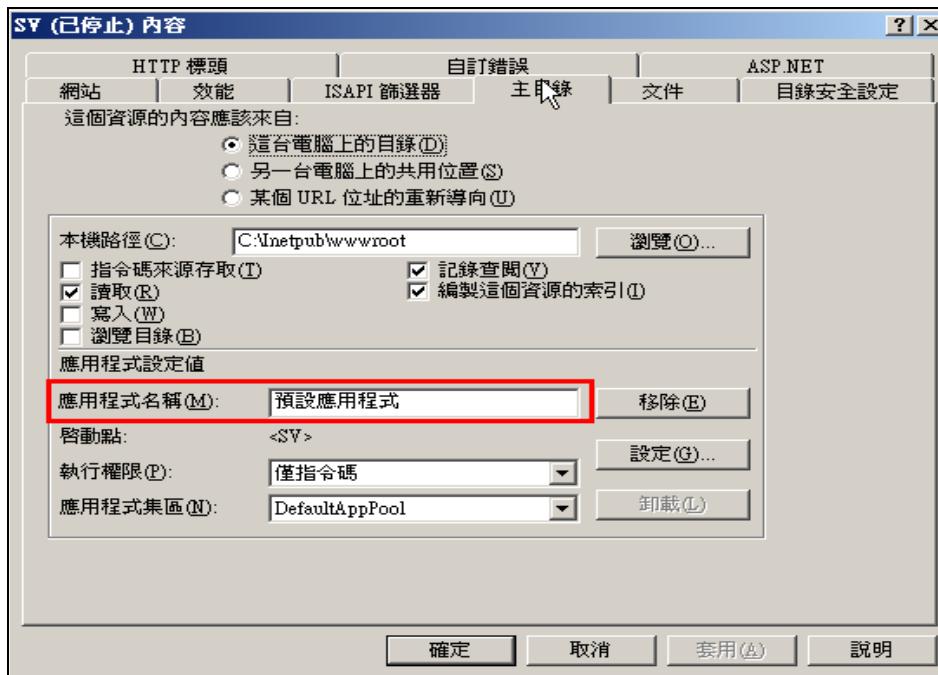 SV (已停止) 內容
HTTP 標頭 自訂錯誤 ASP.NET
網站 效能 ISAPI 篩選器 主目錄 文件 目錄安全設定
這個資源的內容應該來自:
這台電腦上的目錄(D)
另一台電腦上的共用位置(S)
某個 URL 位址的重新導向(U)
本機路徑(C): C:\Inetpub\wwwroot 瀏覽(O)...
指令碼來源存取(T) 記錄查閱(V)
讀取(R) 編製這個資源的索引(I)
寫入(W)
瀏覽目錄(B)
應用程式設定值
應用程式名稱(M): 預設應用程式 移除(E)
啟動點: <SV>
設定(G)...
執行權限(P): 僅指令碼
應用程式集區(N): DefaultAppPool 卸載(L)
確定 取消 套用(A) 說明